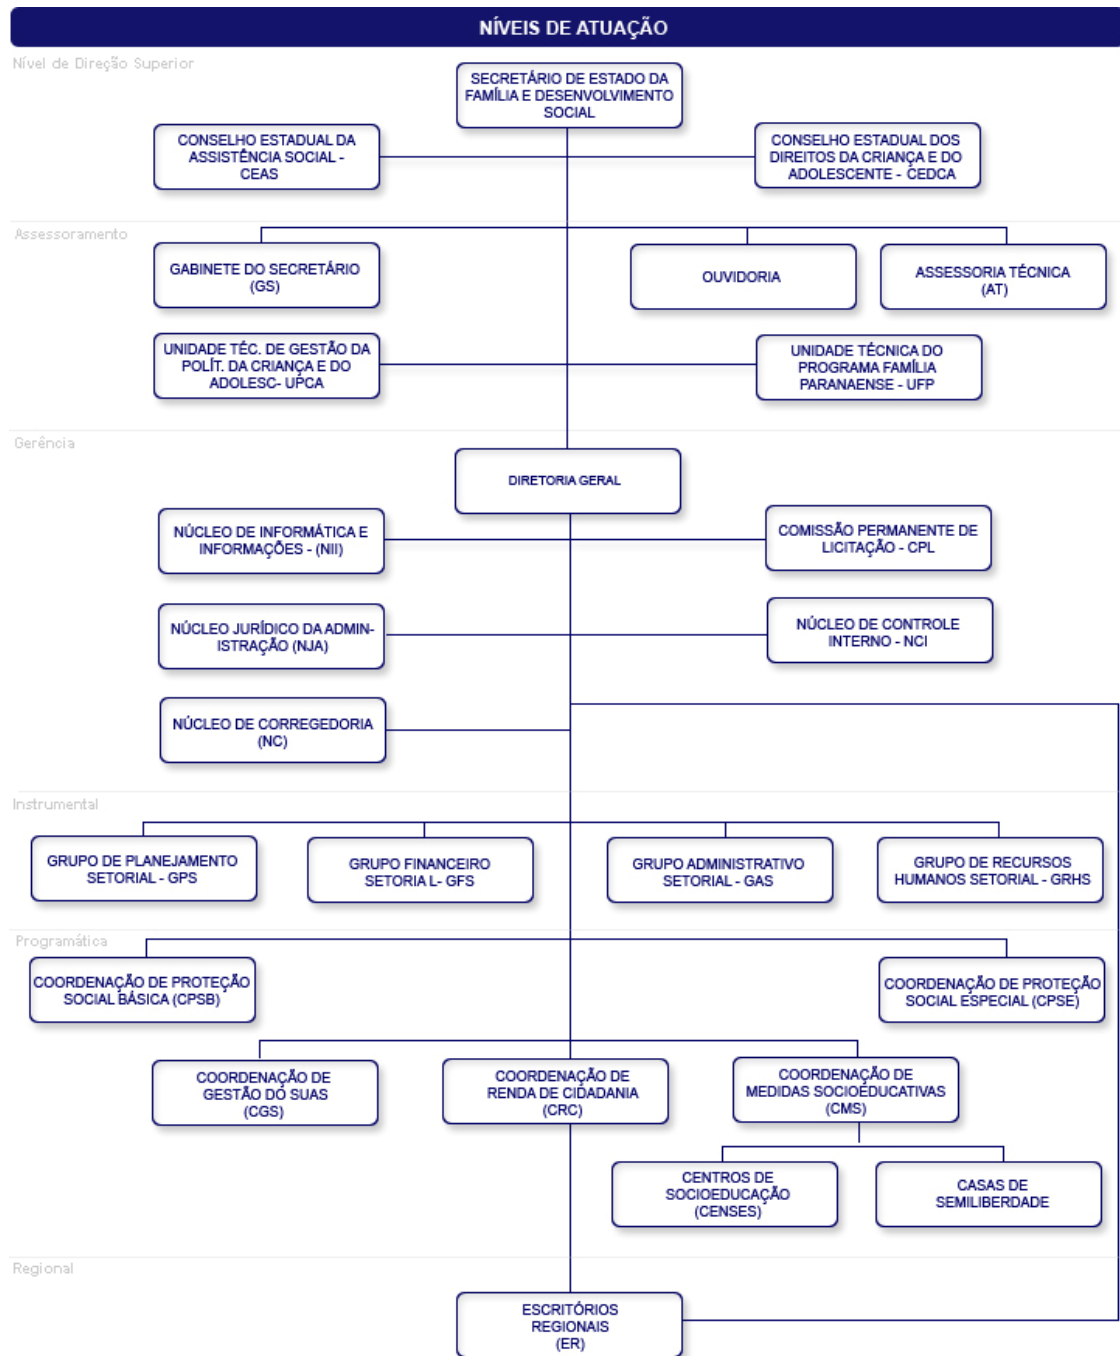 NÍVEIS DE ATUAÇÃO
Nível de Direção Superior
SECRETÁRIO DE ESTADO DA
FAMÍLIA E DESENVOLVIMENTO
SOCIAL
CONSELHO ESTADUAL DA
ASSISTÊNCIA SOCIAL -
CEAS
CONSELHO ESTADUAL DOS
DIREITOS DA CRIANÇA E DO
ADOLESCENTE - CEDCA
Assessoramento
GABINETE DO SECRETÁRIO
(GS)
OUVIDORIA
ASSESSORIA TÉCNICA
(AT)
UNIDADE TÉC. DE GESTÃO DA
POLÍT. DA CRIANÇA E DO
ADOLESC- UPCA
UNIDADE TÉCNICA DO
PROGRAMA FAMÍLIA
PARANAENSE - UFP
Gerência
DIRETORIA GERAL
NÚCLEO DE INFORMÁTICA E
INFORMAÇÕES - (NII)
COMISSÃO PERMANENTE DE
LICITAÇÃO - CPL
NÚCLEO JURÍDICO DA ADMIN-
ISTRAÇÃO (NJA)
NÚCLEO DE CONTROLE
INTERNO - NCI
NÚCLEO DE CORREGEDORIA
(NC)
Instrumental
GRUPO DE PLANEJAMENTO
SETORIAL - GPS
GRUPO FINANCEIRO
SETORIA L- GFS
GRUPO ADMINISTRATIVO
SETORIAL - GAS
GRUPO DE RECURSOS
HUMANOS SETORIAL - GRHS
Programática
COORDENAÇÃO DE PROTEÇÃO
SOCIAL BÁSICA (CPSB)
COORDENAÇÃO DE PROTEÇÃO
SOCIAL ESPECIAL (CPSE)
COORDENAÇÃO DE
GESTÃO DO SUAS
(CGS)
COORDENAÇÃO DE
RENDA DE CIDADANIA
(CRC)
COORDENAÇÃO DE
MEDIDAS SOCIOEDUCATIVAS
(CMS)
CENTROS DE
SOCIOEDUCAÇÃO
(CENSES)
CASAS DE
SEMILIBERDADE
Regional
ESCRITÓRIOS
REGIONAIS
(ER)